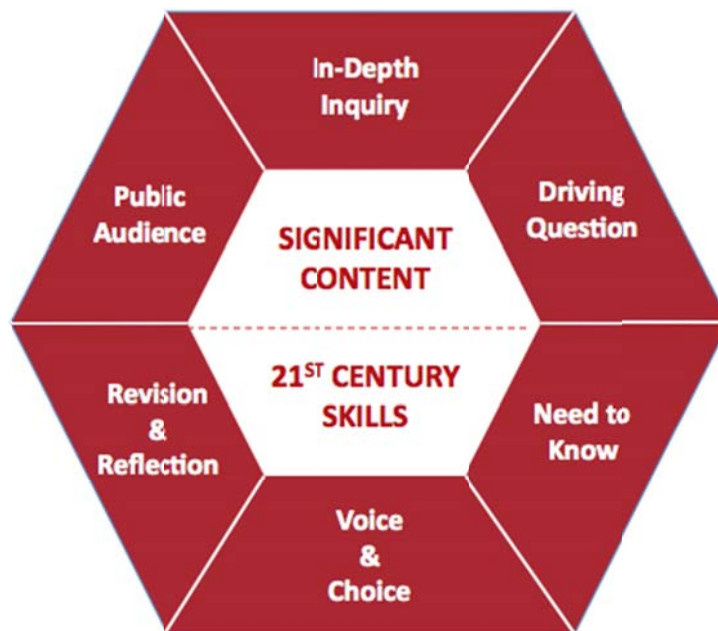 In-Depth
Inquiry
Driving
Question
Need to
Know
Voice
&
Choice
Revision
&
Reflection
Public
Audience
SIGNIFICANT
CONTENT
21ST CENTURY
SKILLS